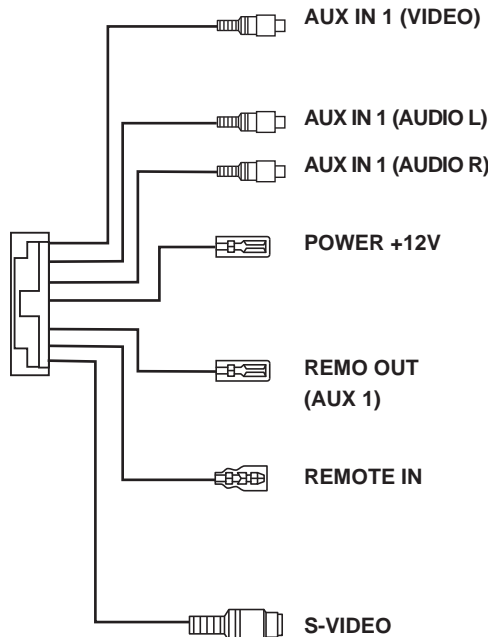 AUX IN 1 (VIDEO)
AUX IN 1 (AUDIO L)
AUX IN 1 (AUDIO R)
POWER +12V
REMO OUT
(AUX 1)
REMOTE IN
S-VIDEO